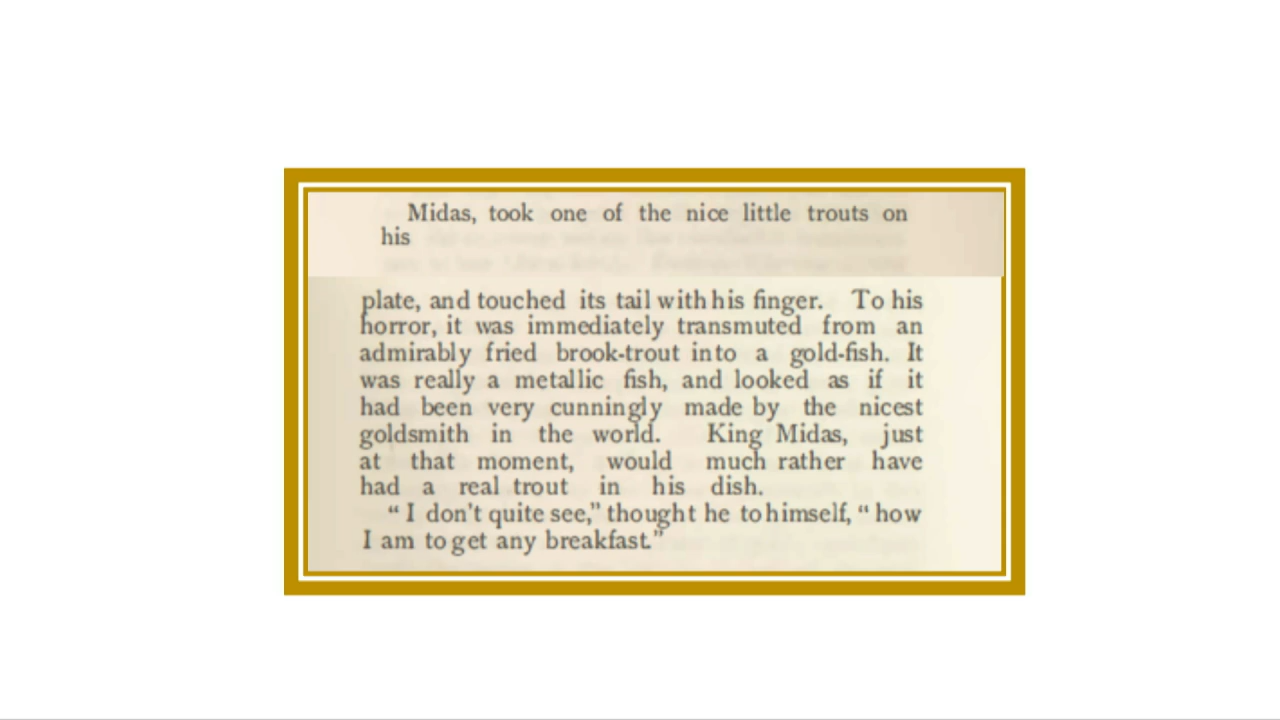 Midas, took one of the nice little trouts on
his
plate, and touched its tail with his finger. To his
horror, it was immediately transmuted from an
admirably fried brook-trout into a gold-fish. It
was really a metallic fish, and looked as if it
had been very cunningly made by the nicest
goldsmith in the world. King Midas, just
at that moment, would much rather have
had a real trout in his dish.
“ I don't quite see,” thought he to himself, “ how
I am to get any breakfast.”